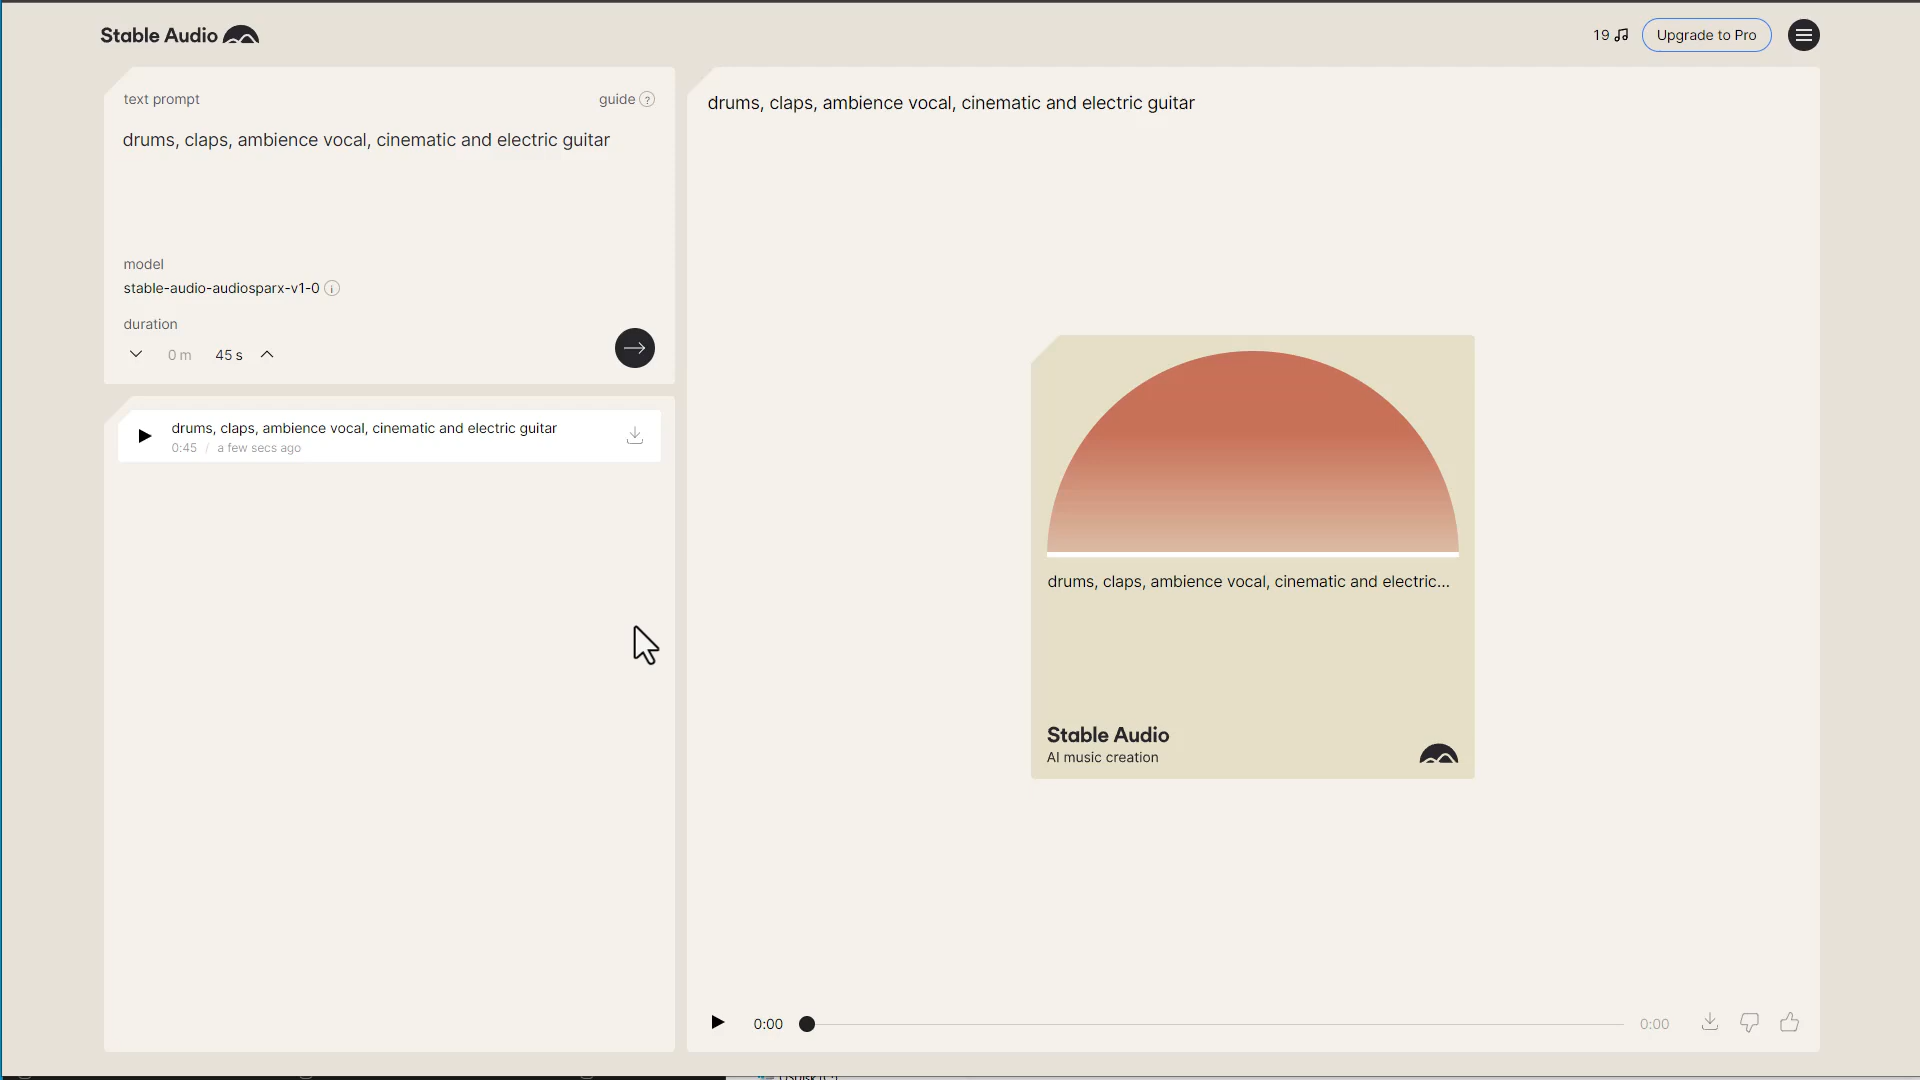 Stable Audio
19
Upgrade to Pro
text prompt
guide ?
drums, claps, ambience vocal, cinematic and electric guitar
model
stable-audio-audiosparx-v1-0
duration
0 m 45 s
drums, claps, ambience vocal, cinematic and electric guitar
0:45 / a few secs ago
drums, claps, ambience vocal, cinematic and electric guitar
drums, claps, ambience vocal, cinematic and electric...
Stable Audio
AI music creation
0:00
0:00